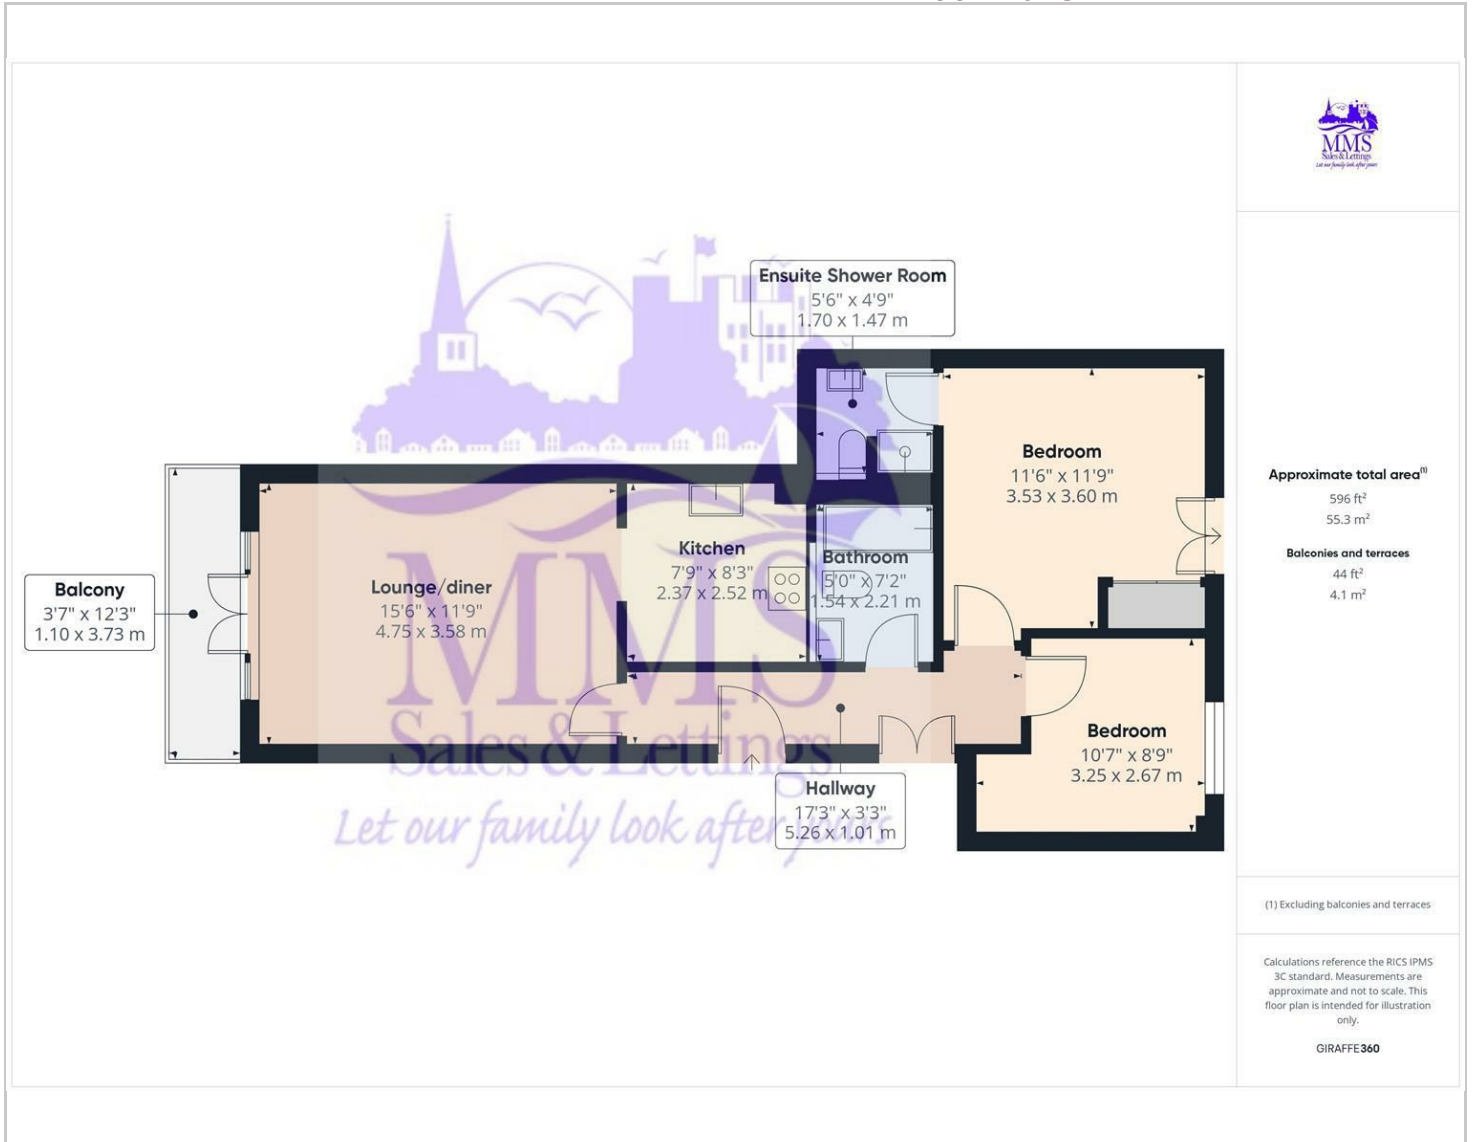 Ensuite Shower Room
5'6" x 4'9"
1.70 x 1.47 m
Bedroom
11'6" x 11'9"
3.53 x 3.60 m
Kitchen
7'9" x 8'3"
2.37 x 2.52 m
Bathroom
5'0" x 7'2"
1.54 x 2.21 m
Lounge/diner
15'6" x 11'9"
4.75 x 3.58 m
Balcony
3'7" x 12'3"
1.10 x 3.73 m
Bedroom
10'7" x 8'9"
3.25 x 2.67 m
Hallway
17'3" x 3'3"
5.26 x 1.01 m
MMS
Sales & Lettings
Let our family look after yours
MMS
Sales & Lettings
Let our family look after yours
Approximate total area(1)
596 ft²
55.3 m²
Balconies and terraces
44 ft²
4.1 m²
(1) Excluding balconies and terraces
Calculations reference the RICS IPMS
3C standard. Measurements are
approximate and not to scale. This
floor plan is intended for illustration
only.
GIRAFFE360